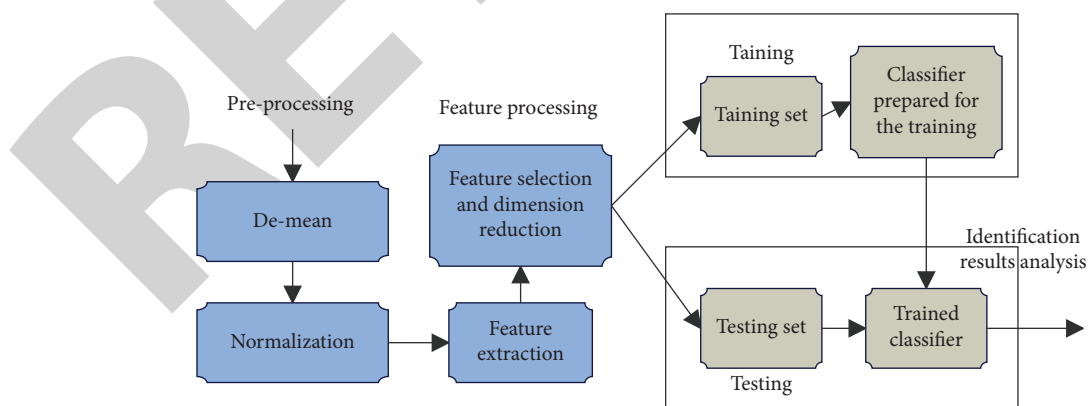 Pre-processing
De-mean
Normalization
Feature processing
Feature selection
and dimension
reduction
Feature
extraction
Taining
Taining set
Classifier
prepared for
the training
Testing set
Testing
Trained
classifier
Identification
results analysis
RE